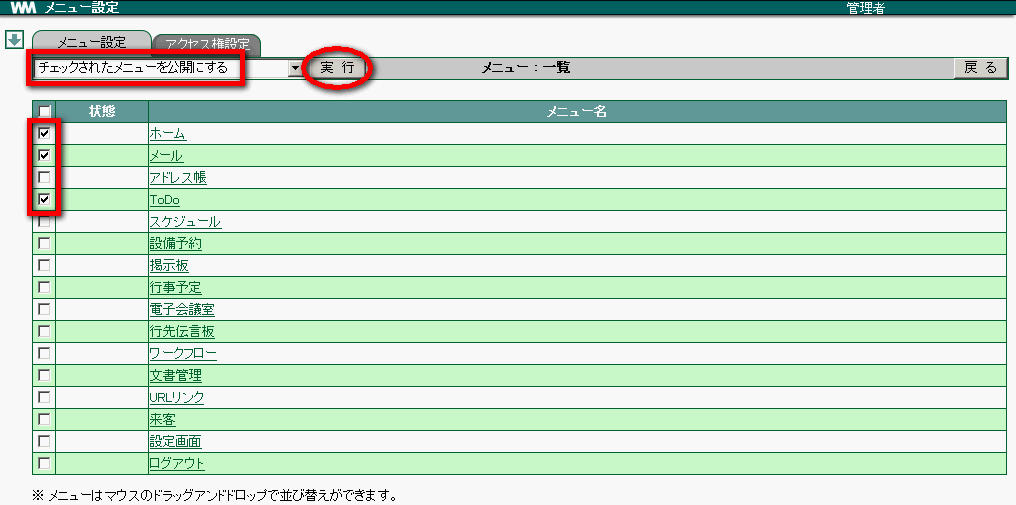 WM メニュー設定 管理者
メニュー設定 アクセス権設定
チェックされたメニューを公開にする 実 行 メニュー：一覧 戻 る
状態 メニュー名
ホーム
メール
アドレス帳
ToDo
スケジュール
設備予約
掲示板
行事予定
電子会議室
行先伝言板
ワークフロー
文書管理
URLリンク
来客
設定画面
ログアウト
※ メニューはマウスのドラッグアンドドロップで並び替えができます。